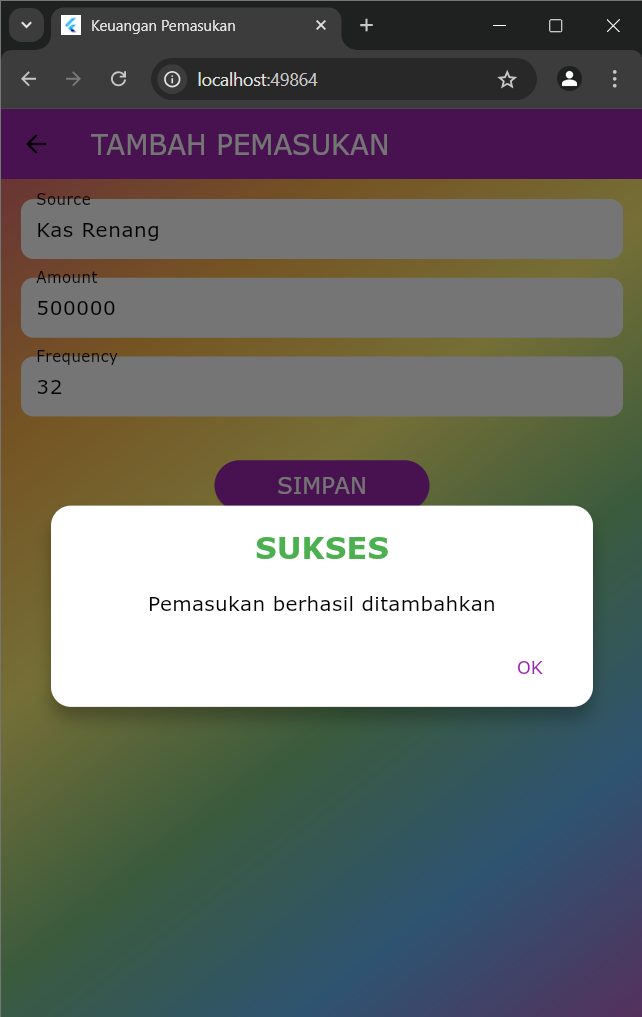 Keuangan Pemasukan
localhost:49864
TAMBAH PEMASUKAN
Source
Kas Renang
Amount
500000
Frequency
32
SIMPAN
SUKSES
Pemasukan berhasil ditambahkan
OK